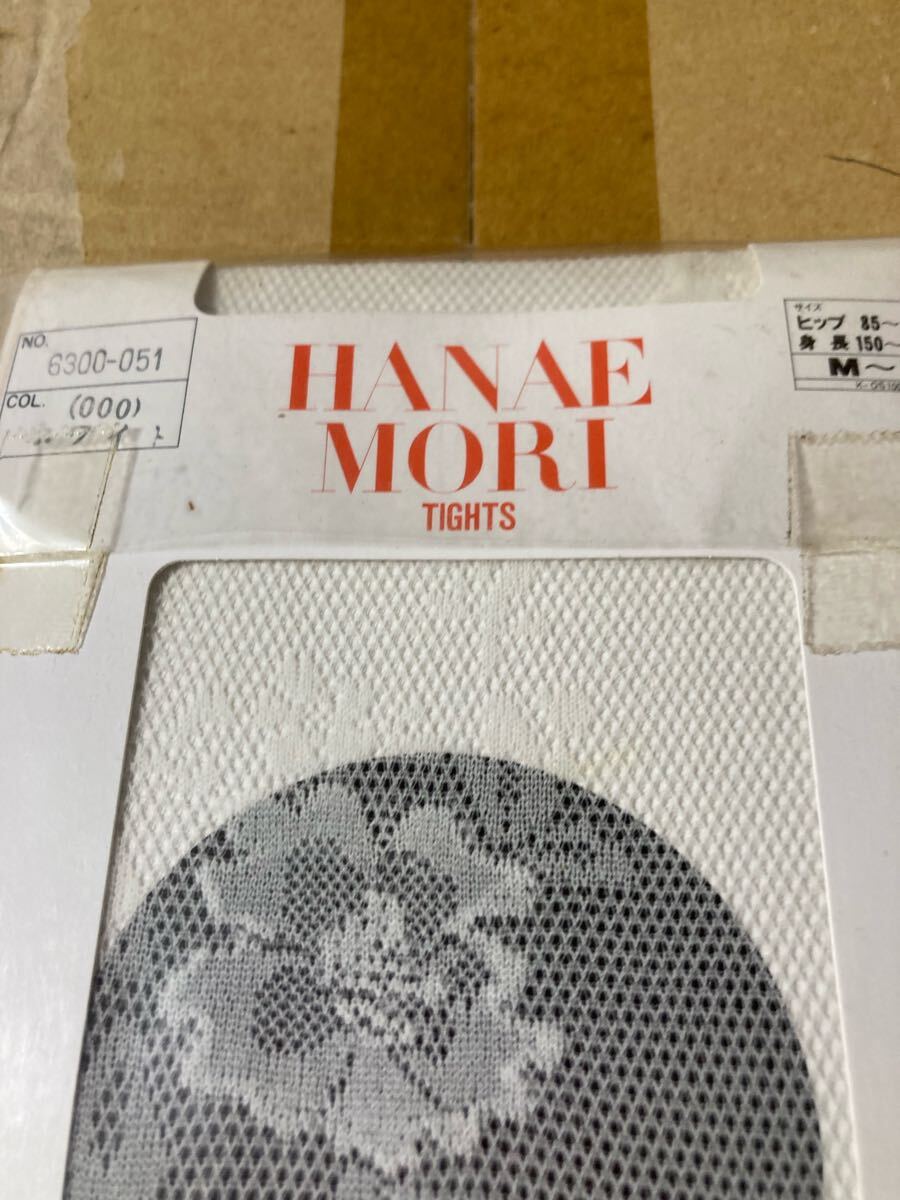 NO.
6300-051
COL. (000)
HANAE
MORI
TIGHTS
サイズ
ヒップ 85～
身長 150～
M～